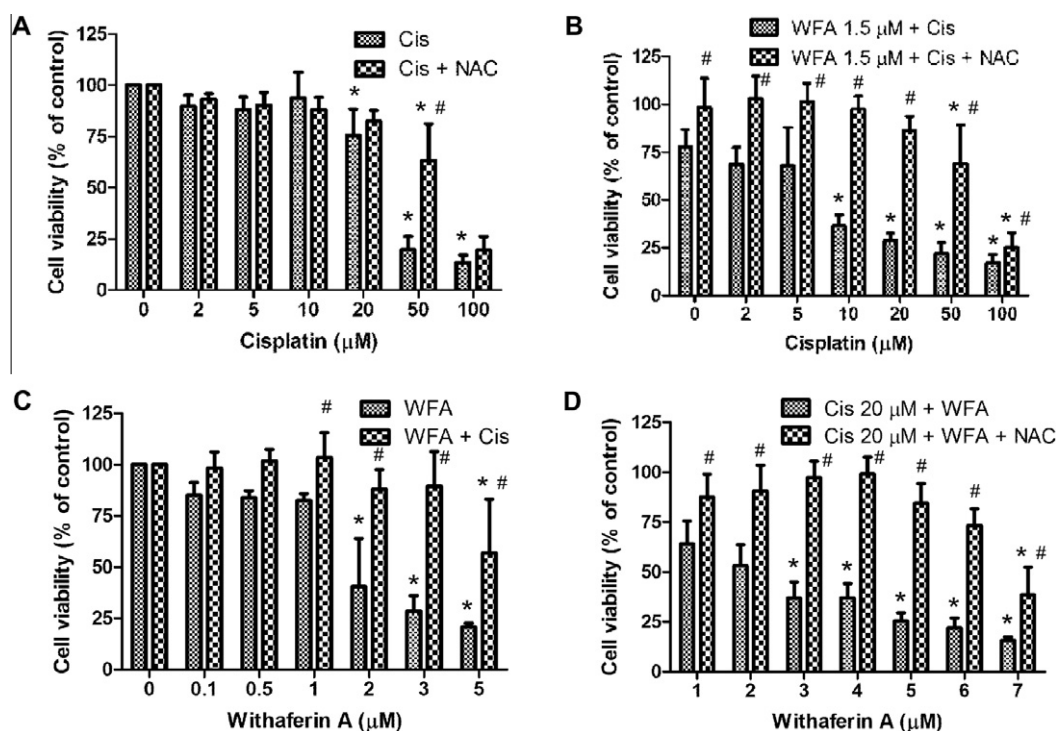 A
Cell viability (% of control)
125
100
75
50
25
0
Cis
Cis + NAC
*
* #
*
*
0 2 5 10 20 50 100
Cisplatin (μM)
B
Cell viability (% of control)
125
100
75
50
25
0
WFA 1.5 μM + Cis
WFA 1.5 μM + Cis + NAC
# # # # # * # * #
* * * *
0 2 5 10 20 50 100
Cisplatin (μM)
C
Cell viability (% of control)
125
100
75
50
25
0
WFA
WFA + Cis
# # # * #
* * *
0 0.1 0.5 1 2 3 5
Withaferin A (μM)
D
Cell viability (% of control)
125
100
75
50
25
0
Cis 20 μM + WFA
Cis 20 μM + WFA + NAC
# # # # # # * #
* * * * *
1 2 3 4 5 6 7
Withaferin A (μM)